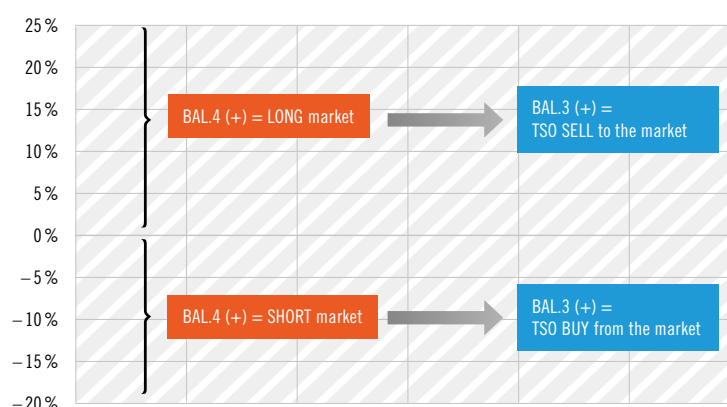 25 %
20 %
15 %
10 %
5 %
0 %
−5 %
−10 %
−15 %
−20 %
BAL.4 (+) = LONG market
BAL.3 (+) =
TSO SELL to the market
BAL.4 (+) = SHORT market
BAL.3 (+) =
TSO BUY from the market